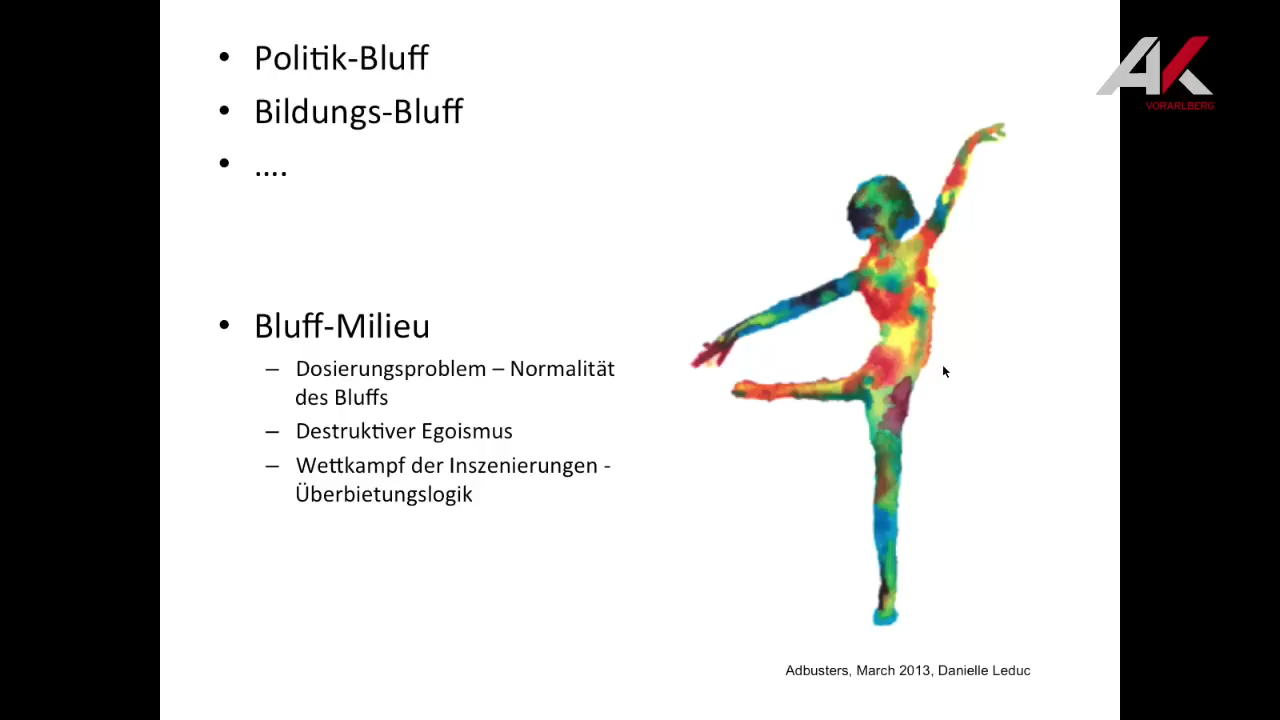 • Politik-Bluff
• Bildungs-Bluff
• ....
• Bluff-Milieu
– Dosierungsproblem – Normalität
des Bluffs
– Destruktiver Egoismus
– Wettkampf der Inszenierungen -
Überbietungslogik
Adbusters, March 2013, Danielle Leduc
AK
VORARLBERG